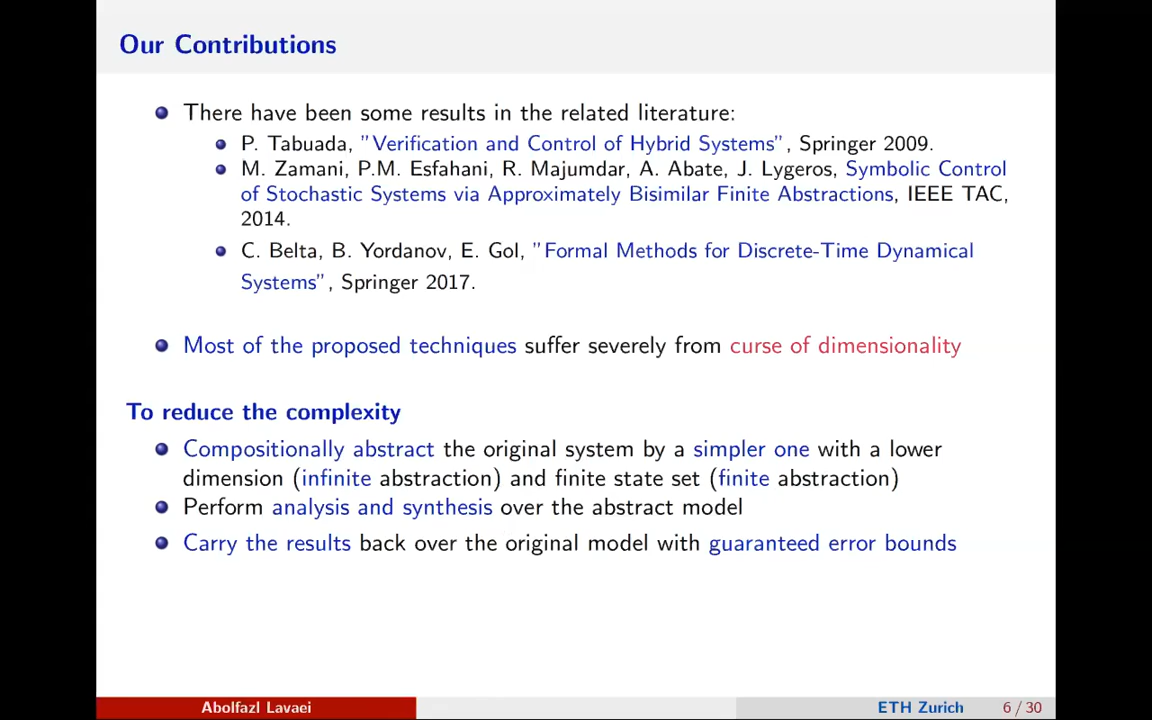 Our Contributions
There have been some results in the related literature:
P. Tabuada, "Verification and Control of Hybrid Systems", Springer 2009.
M. Zamani, P.M. Esfahani, R. Majumdar, A. Abate, J. Lygeros, Symbolic Control
of Stochastic Systems via Approximately Bisimilar Finite Abstractions, IEEE TAC,
2014.
C. Belta, B. Yordanov, E. Gol, "Formal Methods for Discrete-Time Dynamical
Systems", Springer 2017.
Most of the proposed techniques suffer severely from curse of dimensionality
To reduce the complexity
Compositionally abstract the original system by a simpler one with a lower
dimension (infinite abstraction) and finite state set (finite abstraction)
Perform analysis and synthesis over the abstract model
Carry the results back over the original model with guaranteed error bounds
Abolfazl Lavaei
ETH Zurich
6 / 30